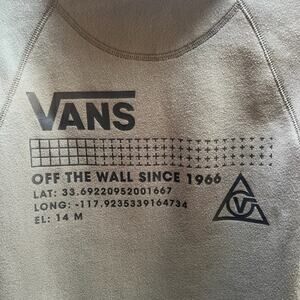 VANS
OFF THE WALL SINCE 1966
LAT: 33.69220952001667
LONG: -117.9235339164734
EL: 14 M